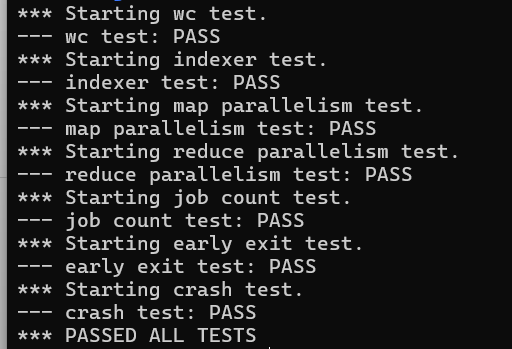 *** Starting wc test.
--- wc test: PASS
*** Starting indexer test.
--- indexer test: PASS
*** Starting map parallelism test.
--- map parallelism test: PASS
*** Starting reduce parallelism test.
--- reduce parallelism test: PASS
*** Starting job count test.
--- job count test: PASS
*** Starting early exit test.
--- early exit test: PASS
*** Starting crash test.
--- crash test: PASS
*** PASSED ALL TESTS